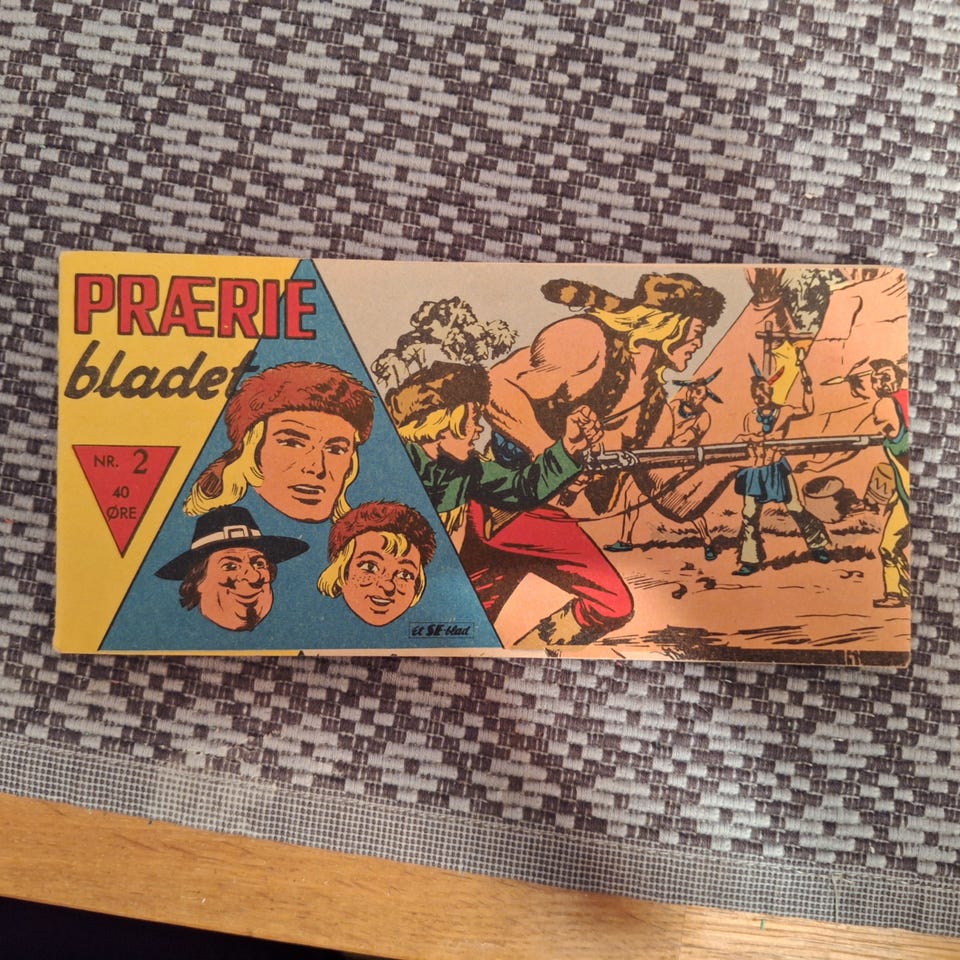 PRÆRIE
bladet
NR. 2
40
ØRE
Et SE-blad